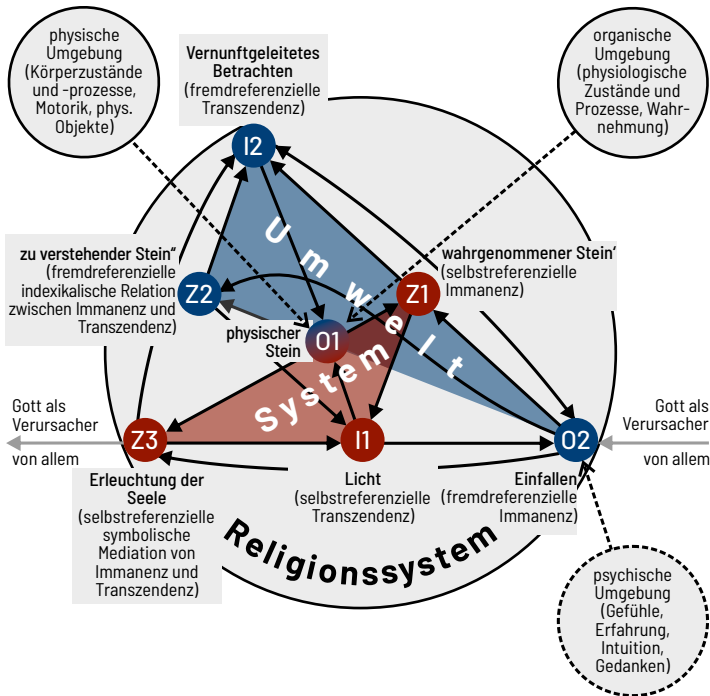 physische
Umgebung
(Körperzustände
und -prozesse,
Motorik, phys.
Objekte)
Vernunftgeleitetes
Betrachten
(fremdreferenzielle
Transzendenz)
organische
Umgebung
(physiologische
Zustände und
Prozesse, Wahr-
nehmung)
I2
Umwelt
zu verstehender Stein“
(fremdreferenzielle
indexikalische Relation
zwischen Immanenz und
Transzendenz)
Z2
wahrgenommener Stein‘
(selbstreferenzielle
Immanenz)
Z1
physischer
Stein
O1
System
Gott als
Verursacher
von allem
Z3
I1
O2
Gott als
Verursacher
von allem
Erleuchtung der
Seele
(selbstreferenzielle
symbolische
Mediation von
Immanenz und
Transzendenz)
Licht
(selbstreferenzielle
Transzendenz)
Einfallen
(fremdreferenzielle
Immanenz)
Religionssystem
psychische
Umgebung
(Gefühle,
Erfahrung,
Intuition,
Gedanken)